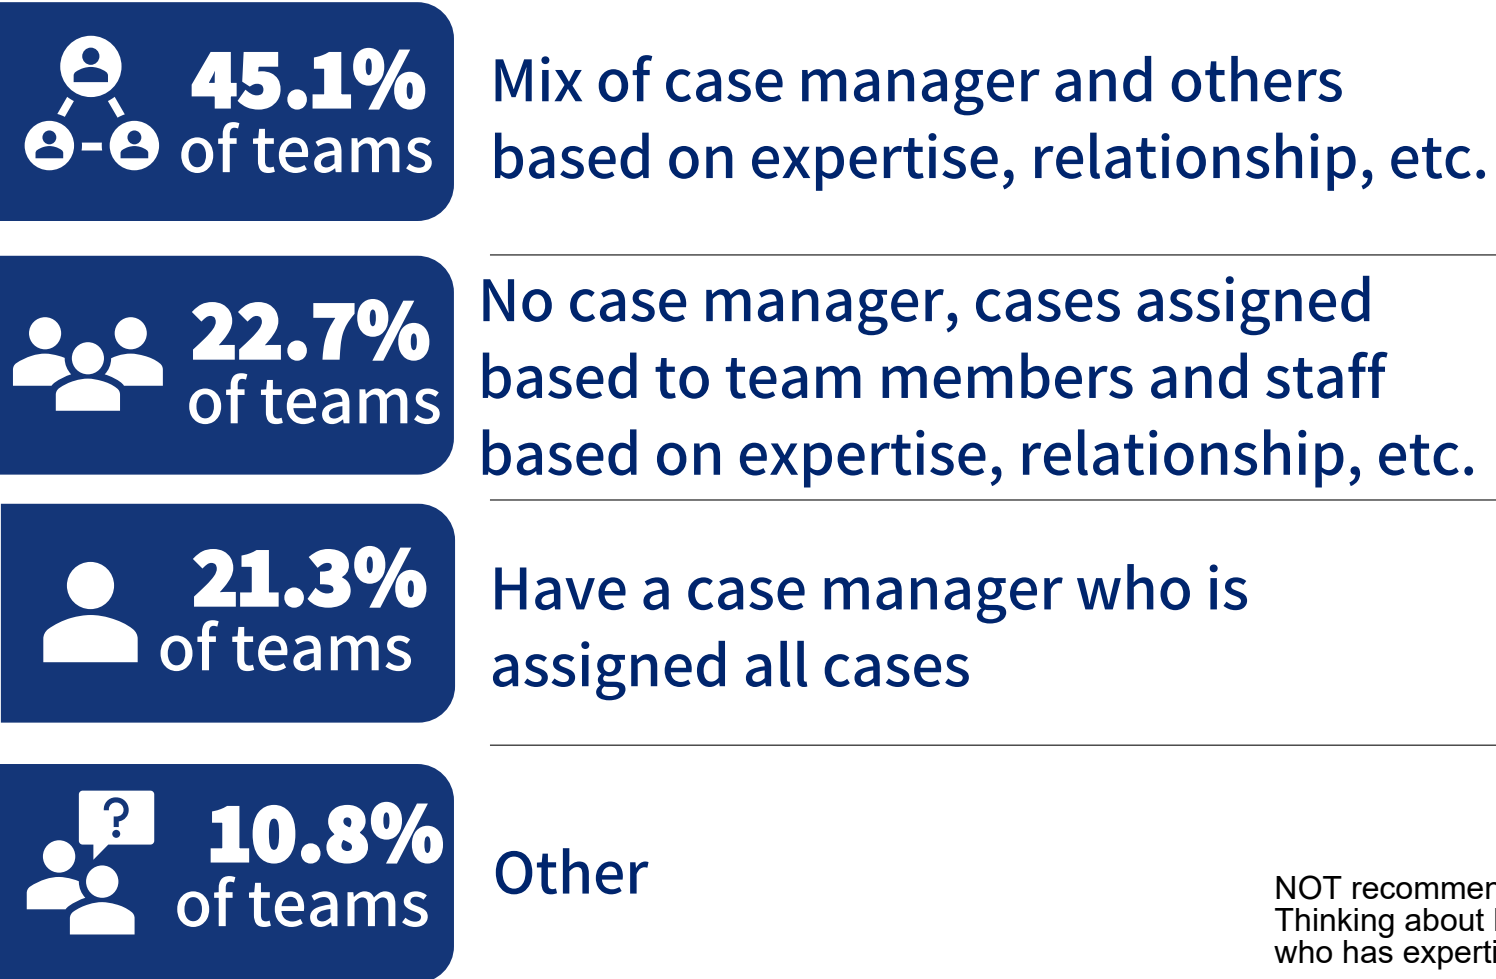 45.1%
of teams
Mix of case manager and others
based on expertise, relationship, etc.
22.7%
of teams
No case manager, cases assigned
based to team members and staff
based on expertise, relationship, etc.
21.3%
of teams
Have a case manager who is
assigned all cases
?
10.8%
of teams
Other
NOT
Thinking about
who has